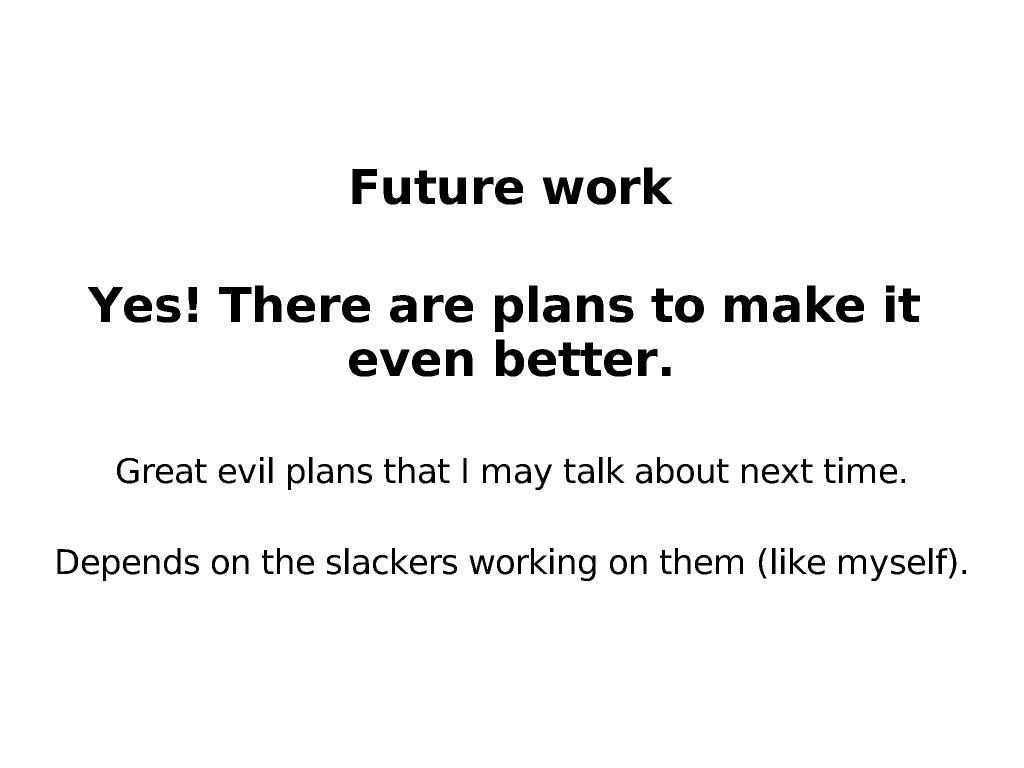 Future work
Yes! There are plans to make it
even better.
Great evil plans that I may talk about next time.
Depends on the slackers working on them (like myself).